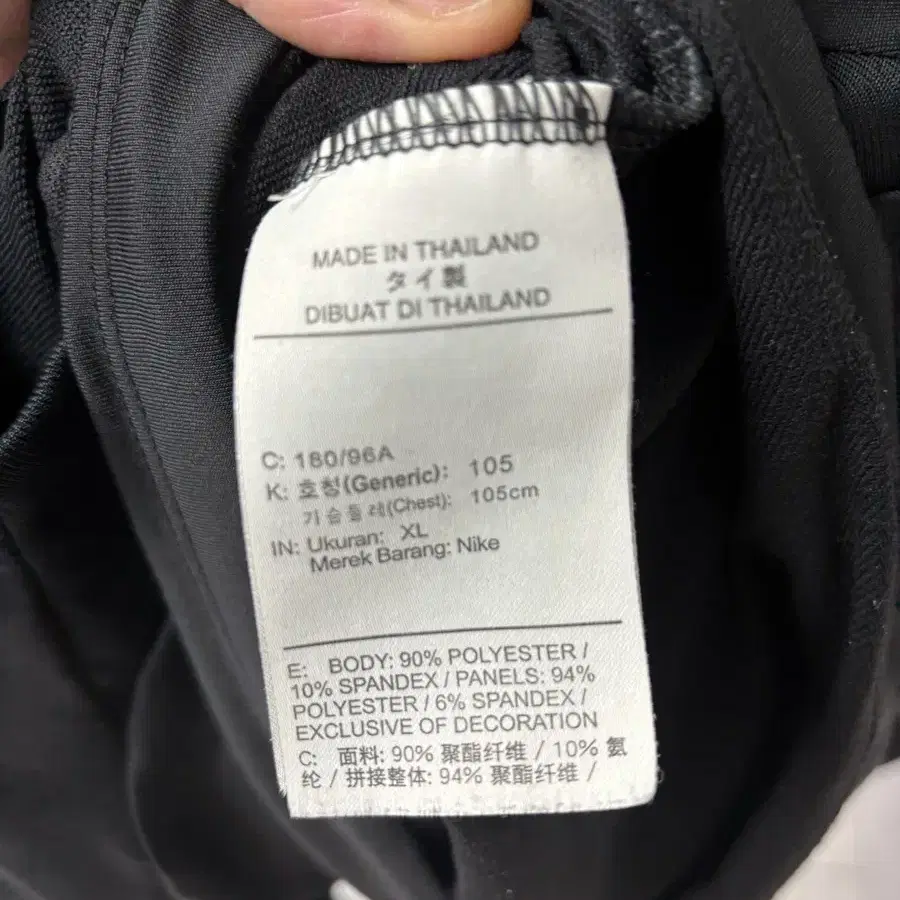 MADE IN THAILAND
タイ製
DIBUAT DI THAILAND
C: 180/96A
K: 호칭(Generic): 105
가슴둘레(Chest): 105cm
IN: Ukuran: XL
Merek Barang: Nike
E: BODY: 90% POLYESTER /
10% SPANDEX / PANELS: 94%
POLYESTER / 6% SPANDEX /
EXCLUSIVE OF DECORATION
C: 面料: 90% 聚酯纤维 / 10% 氨
纶 / 拼接整体: 94% 聚酯纤维 /